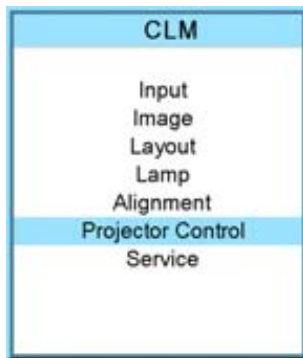 CLM
Input
Image
Layout
Lamp
Alignment
Projector Control
Service